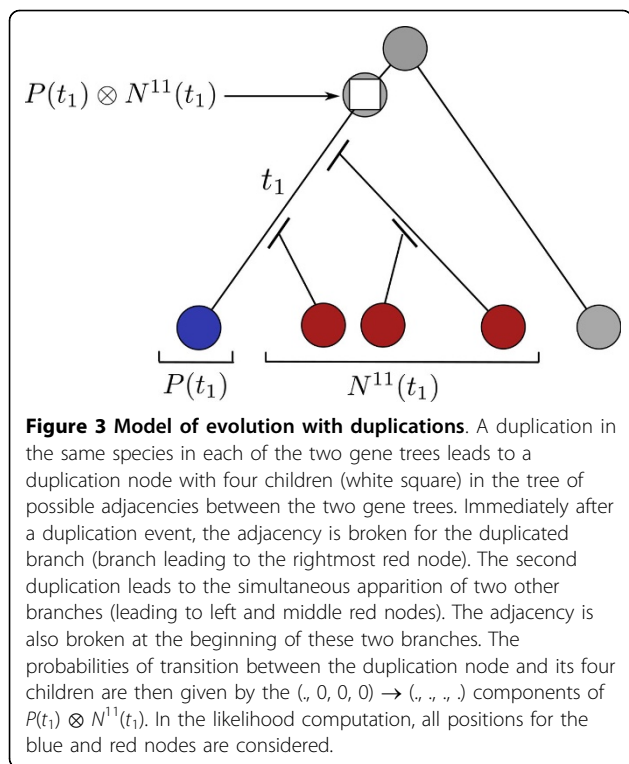 P(t₁) ⊗ N¹¹(t₁)
t₁
P(t₁)
N¹¹(t₁)
Figure 3 Model of evolution with duplications. A duplication in
the same species in each of the two gene trees leads to a
duplication node with four children (white square) in the tree of
possible adjacencies between the two gene trees. Immediately after
a duplication event, the adjacency is broken for the duplicated
branch (branch leading to the rightmost red node). The second
duplication leads to the simultaneous apparition of two other
branches (leading to left and middle red nodes). The adjacency is
also broken at the beginning of these two branches. The
probabilities of transition between the duplication node and its four
children are then given by the (., 0, 0, 0) → (., ., ., .) components of
P(t₁) ⊗ N¹¹(t₁). In the likelihood computation, all positions for the
blue and red nodes are considered.